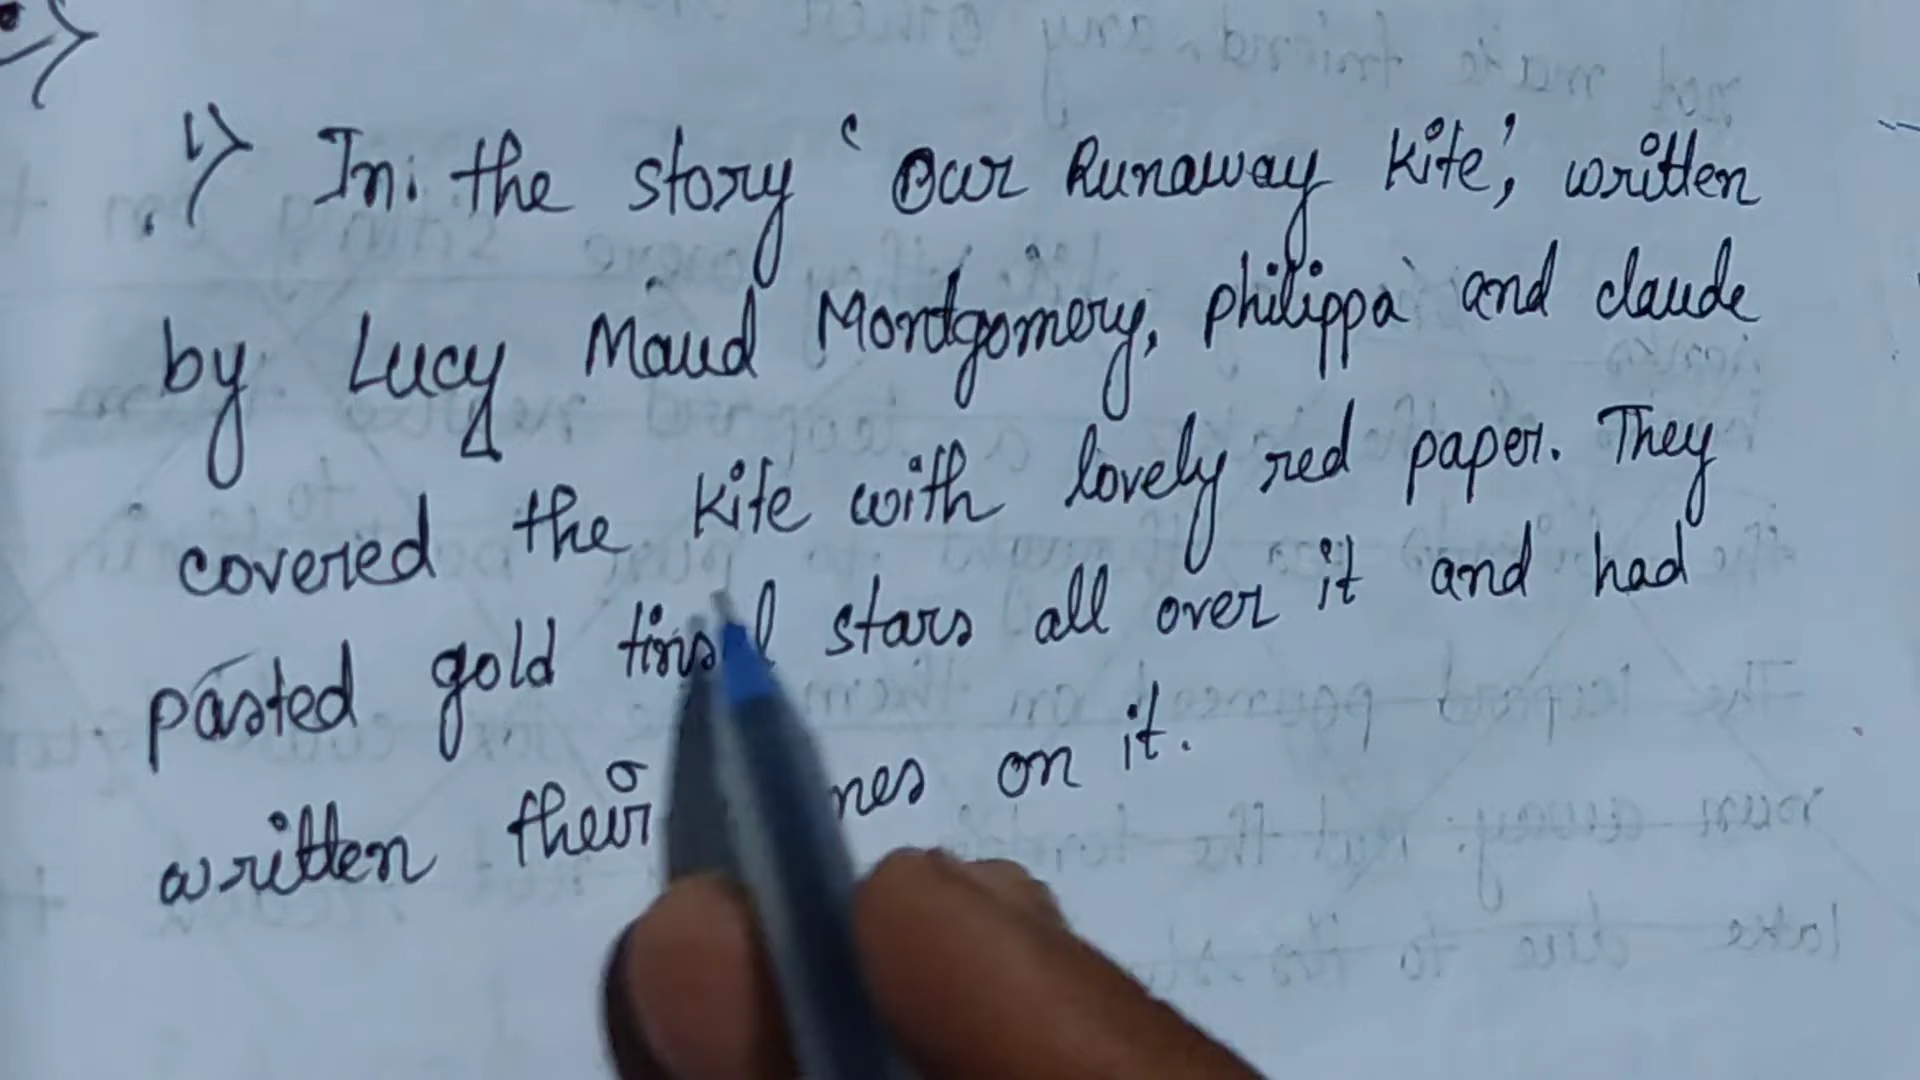 i) In the story 'Our Runaway Kite', written
by Lucy Maud Montgomery, Philippa and claude
covered the kite with lovely red paper. They
pasted gold stars all over it and had
written their on it.